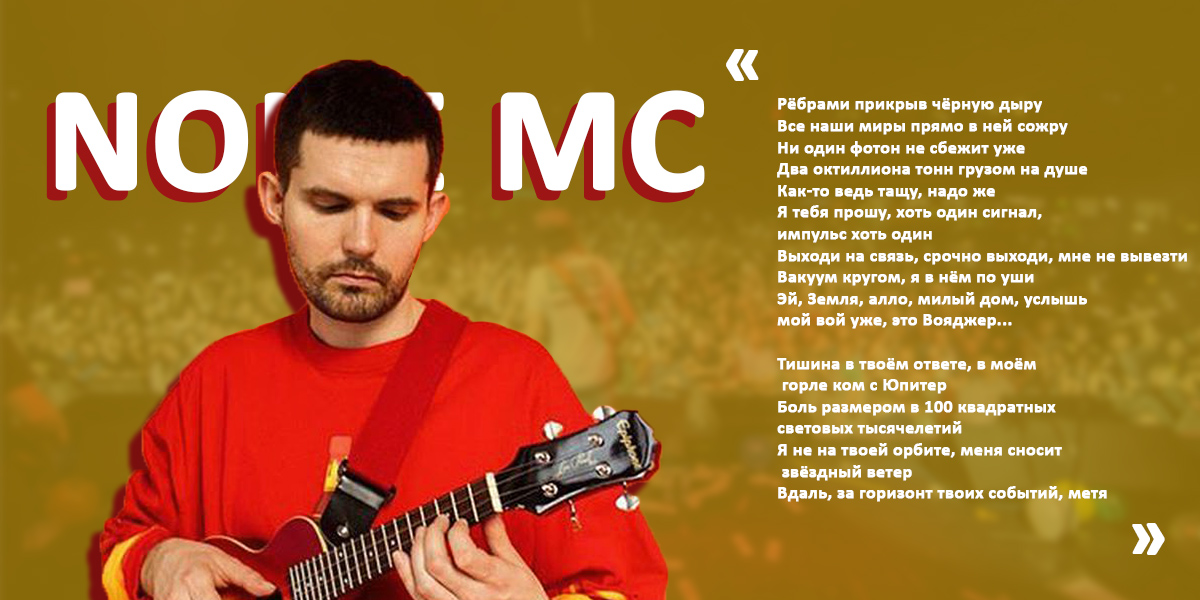 MC
«
Рёбрами прикрыв чёрную дыру
Все наши миры прямо в ней сожру
Ни один фотон не сбежит уже
Два октиллиона тонн грузом на душе
Как-то ведь тащу, надо же
Я тебя прошу, хоть один сигнал,
импульс хоть один
Выходи на связь, срочно выходи, мне не вывезти
Вакуум кругом, я в нём по уши
Эй, Земля, алло, милый дом, услышь
мой вой уже, это Вояджер...
Тишина в твоём ответе, в моём
горле ком с Юпитер
Боль размером в 100 квадратных
световых тысячелетий
Я не на твоей орбите, меня сносит
звёздный ветер
Вдаль, за горизонт твоих событий, метя
»
Epiphone